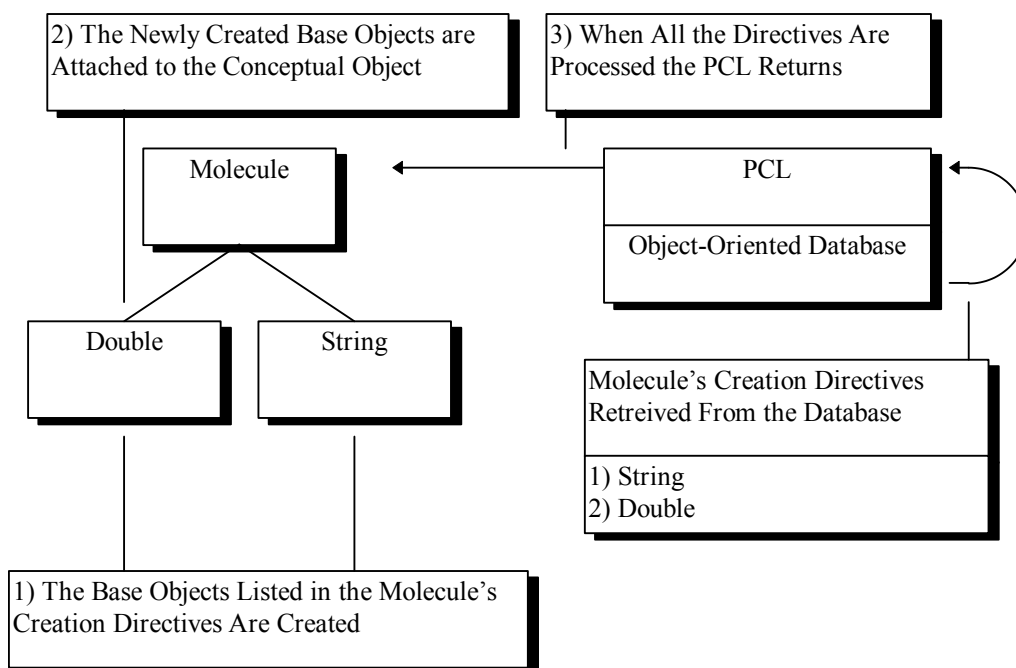 2) The Newly Created Base Objects are
Attached to the Conceptual Object
3) When All the Directives Are
Processed the PCL Returns
Molecule
PCL
Object-Oriented Database
Double
String
Molecule’s Creation Directives
Retreived From the Database
1) String
2) Double
1) The Base Objects Listed in the Molecule’s
Creation Directives Are Created